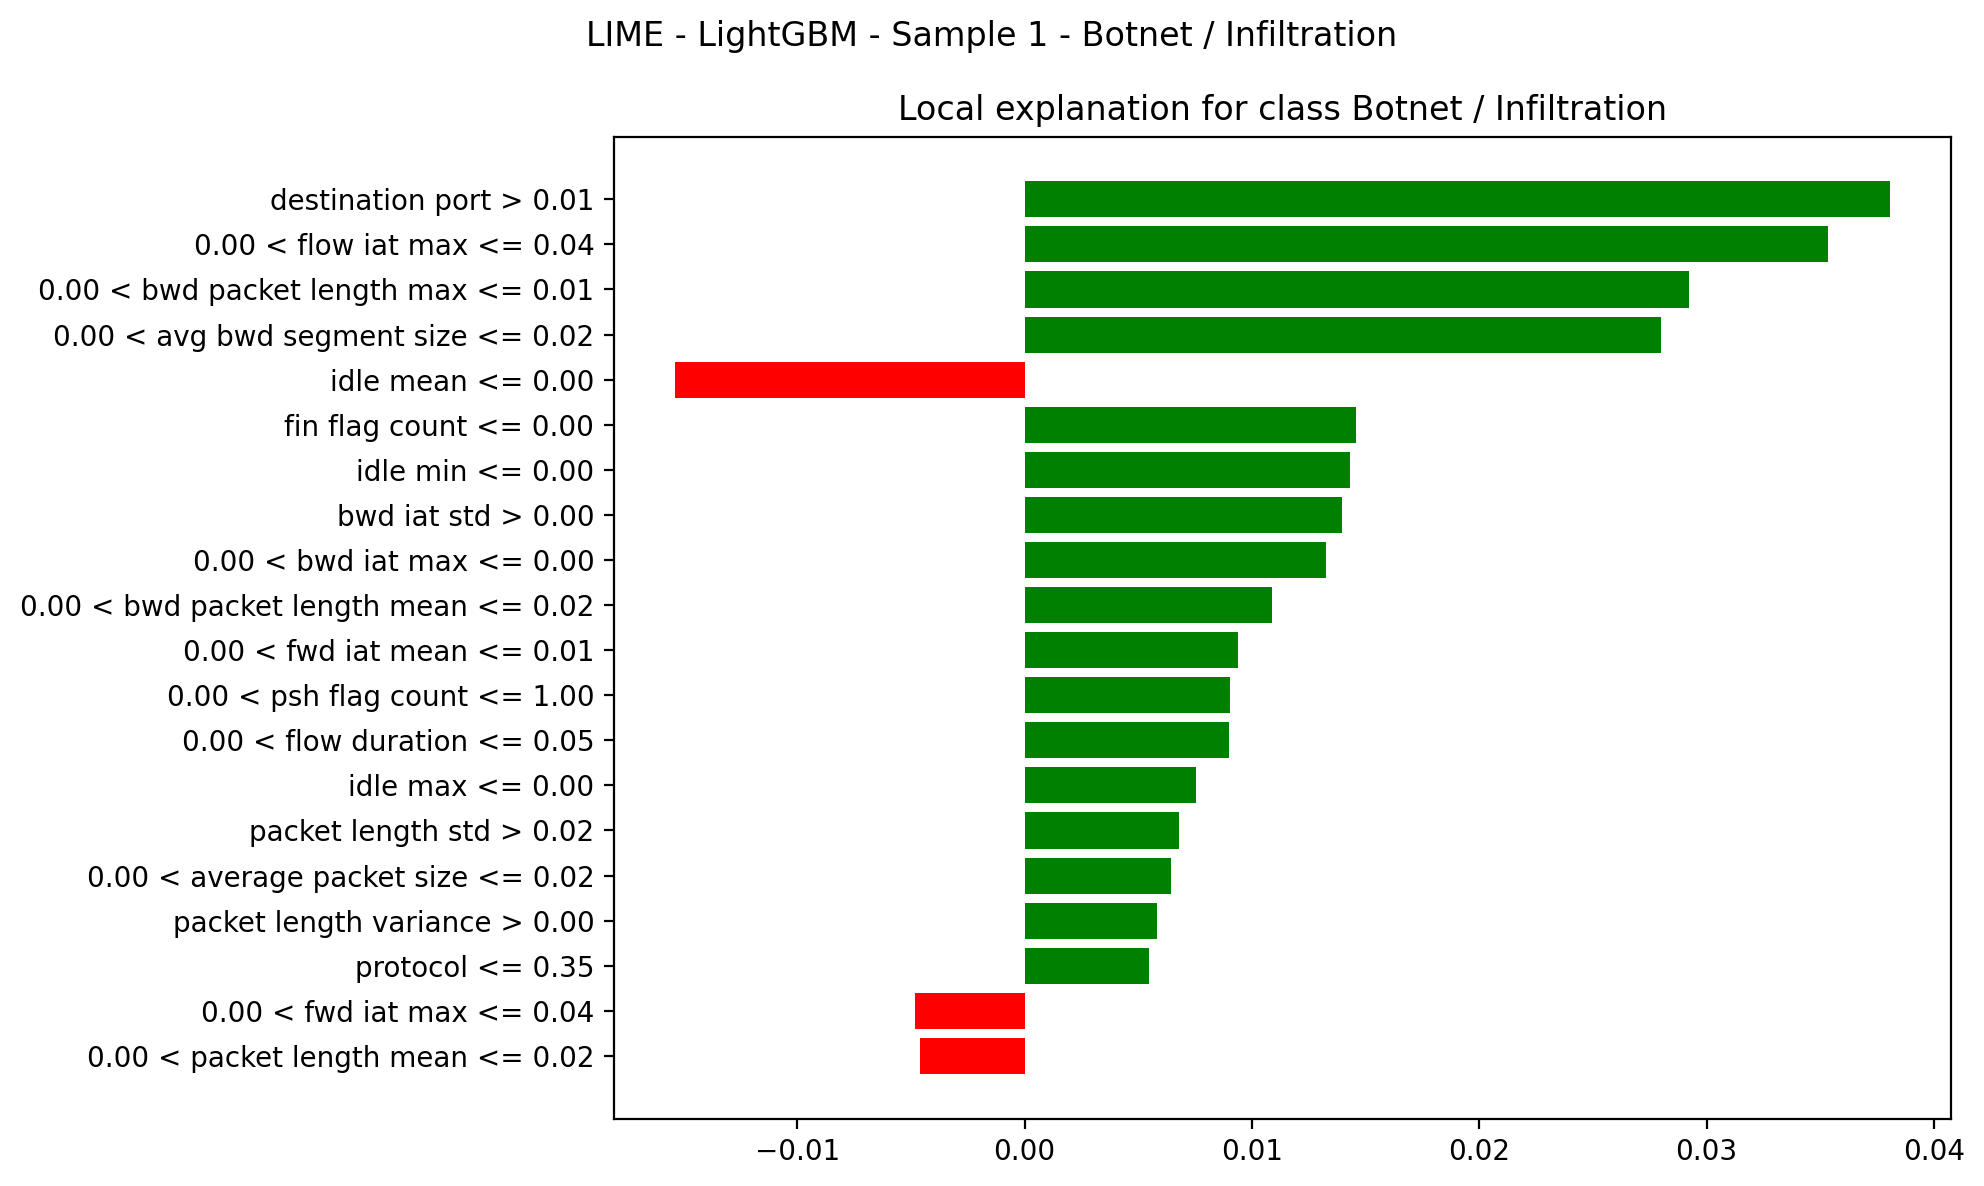 LIME - LightGBM - Sample 1 - Botnet / Infiltration
Local explanation for class Botnet / Infiltration
destination port > 0.01
0.00 < flow iat max <= 0.04
0.00 < bwd packet length max <= 0.01
0.00 < avg bwd segment size <= 0.02
idle mean <= 0.00
fin flag count <= 0.00
idle min <= 0.00
bwd iat std > 0.00
0.00 < bwd iat max <= 0.00
0.00 < bwd packet length mean <= 0.02
0.00 < fwd iat mean <= 0.01
0.00 < psh flag count <= 1.00
0.00 < flow duration <= 0.05
idle max <= 0.00
packet length std > 0.02
0.00 < average packet size <= 0.02
packet length variance > 0.00
protocol <= 0.35
0.00 < fwd iat max <= 0.04
0.00 < packet length mean <= 0.02
−0.01 0.00 0.01 0.02 0.03 0.04